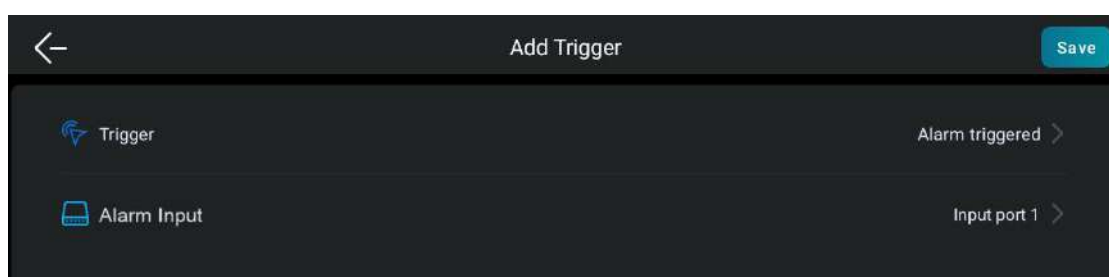 Add Trigger Save
Trigger Alarm triggered
Alarm Input Input port 1